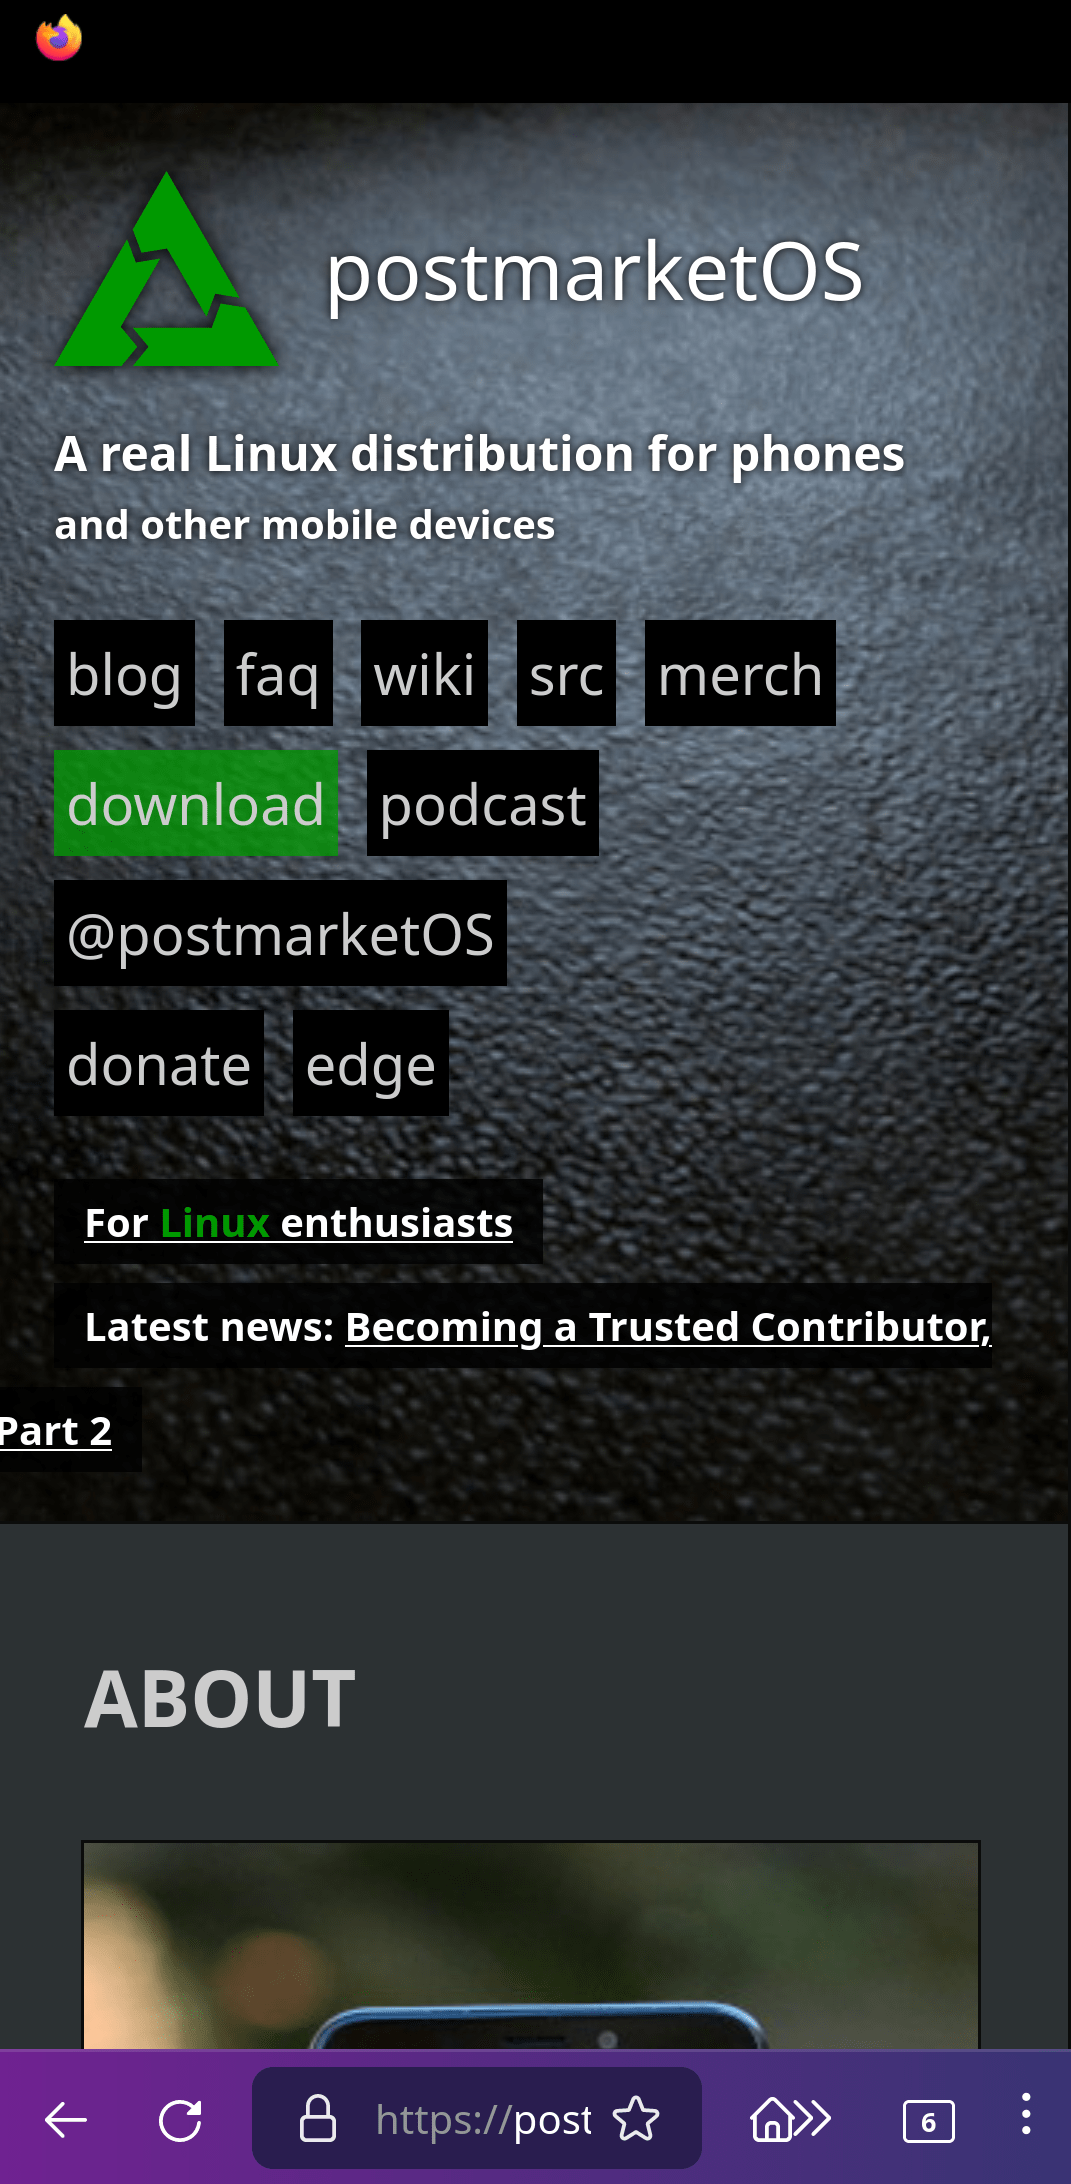 postmarketOS
A real Linux distribution for phones
and other mobile devices
blog faq wiki src merch
download podcast
@postmarketOS
donate edge
For Linux enthusiasts
Latest news: Becoming a Trusted Contributor,
Part 2
ABOUT
https://post 6